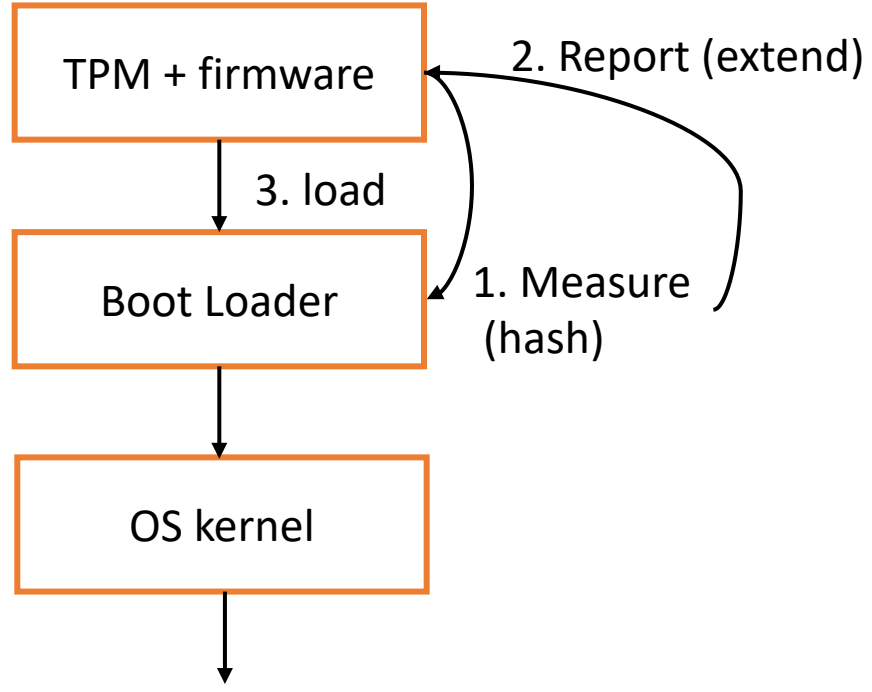 TPM + firmware
2. Report (extend)
3. load
Boot Loader
1. Measure
(hash)
OS kernel